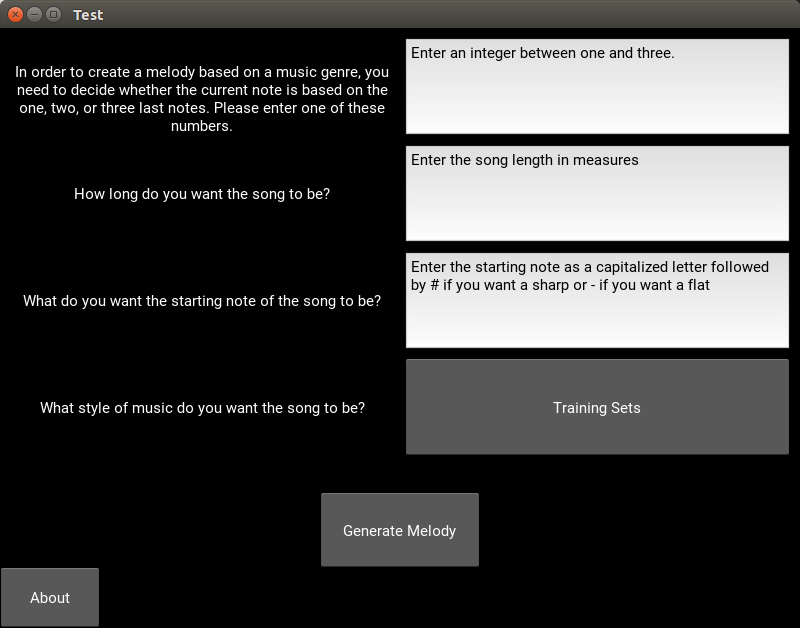 Test
In order to create a melody based on a music genre, you
need to decide whether the current note is based on the
one, two, or three last notes. Please enter one of these
numbers.
Enter an integer between one and three.
How long do you want the song to be?
Enter the song length in measures
What do you want the starting note of the song to be?
Enter the starting note as a capitalized letter followed
by # if you want a sharp or - if you want a flat
What style of music do you want the song to be?
Training Sets
Generate Melody
About